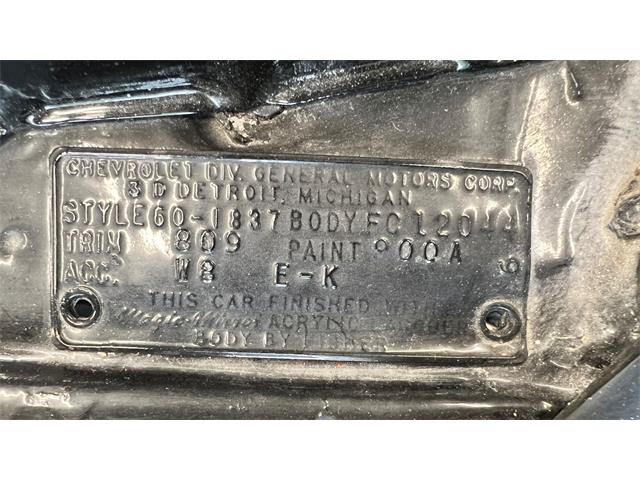 CHEVROLET DIV. GENERAL MOTORS CORP.
3 D DETROIT, MICHIGAN
STYLE 60-1837 BODY FC 12044
TRIM 809 PAINT 900A
ACC. W8 E-K 9
THIS CAR FINISHED WITH
Magic-Mirror ACRYLIC LACQUER
BODY BY FISHER